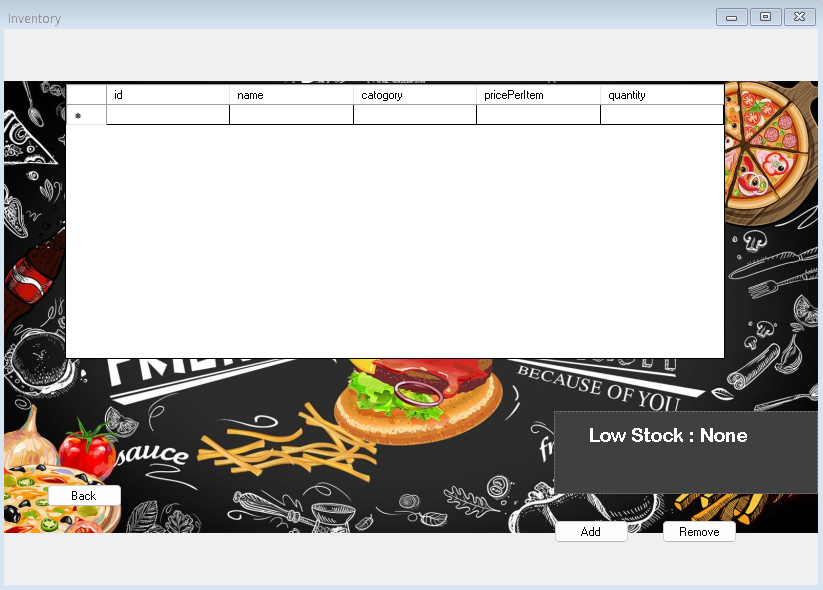 Inventory
id name catogory pricePerItem quantity
BECAUSE OF YOU
Low Stock : None
sauce
Back
Add Remove